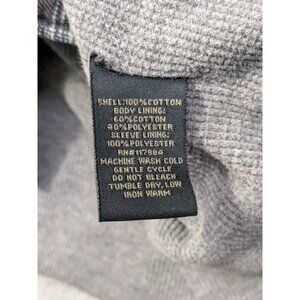 SHELL:100%COTTON
BODY LINING:
60%COTTON
40%POLYESTER
SLEEVE LINING:
100%POLYESTER
RN#117984
MACHINE WASH COLD
GENTLE CYCLE
DO NOT BLEACH
TUMBLE DRY, LOW
IRON WARM